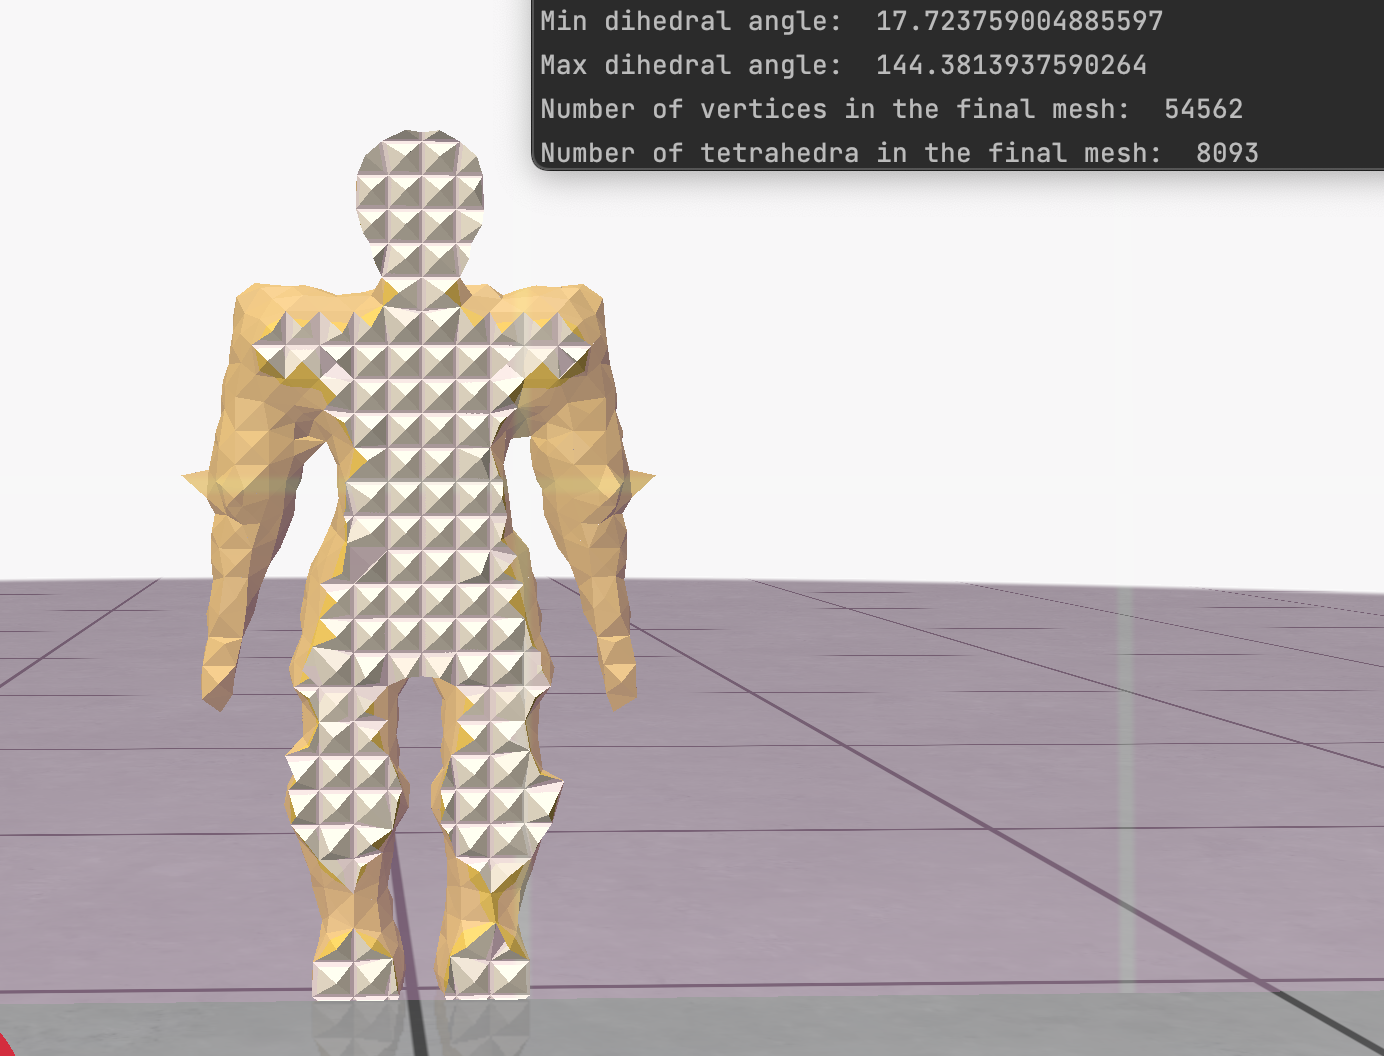 Min dihedral angle:  17.723759004885597
Max dihedral angle:  144.3813937590264
Number of vertices in the final mesh:  54562
Number of tetrahedra in the final mesh:  8093